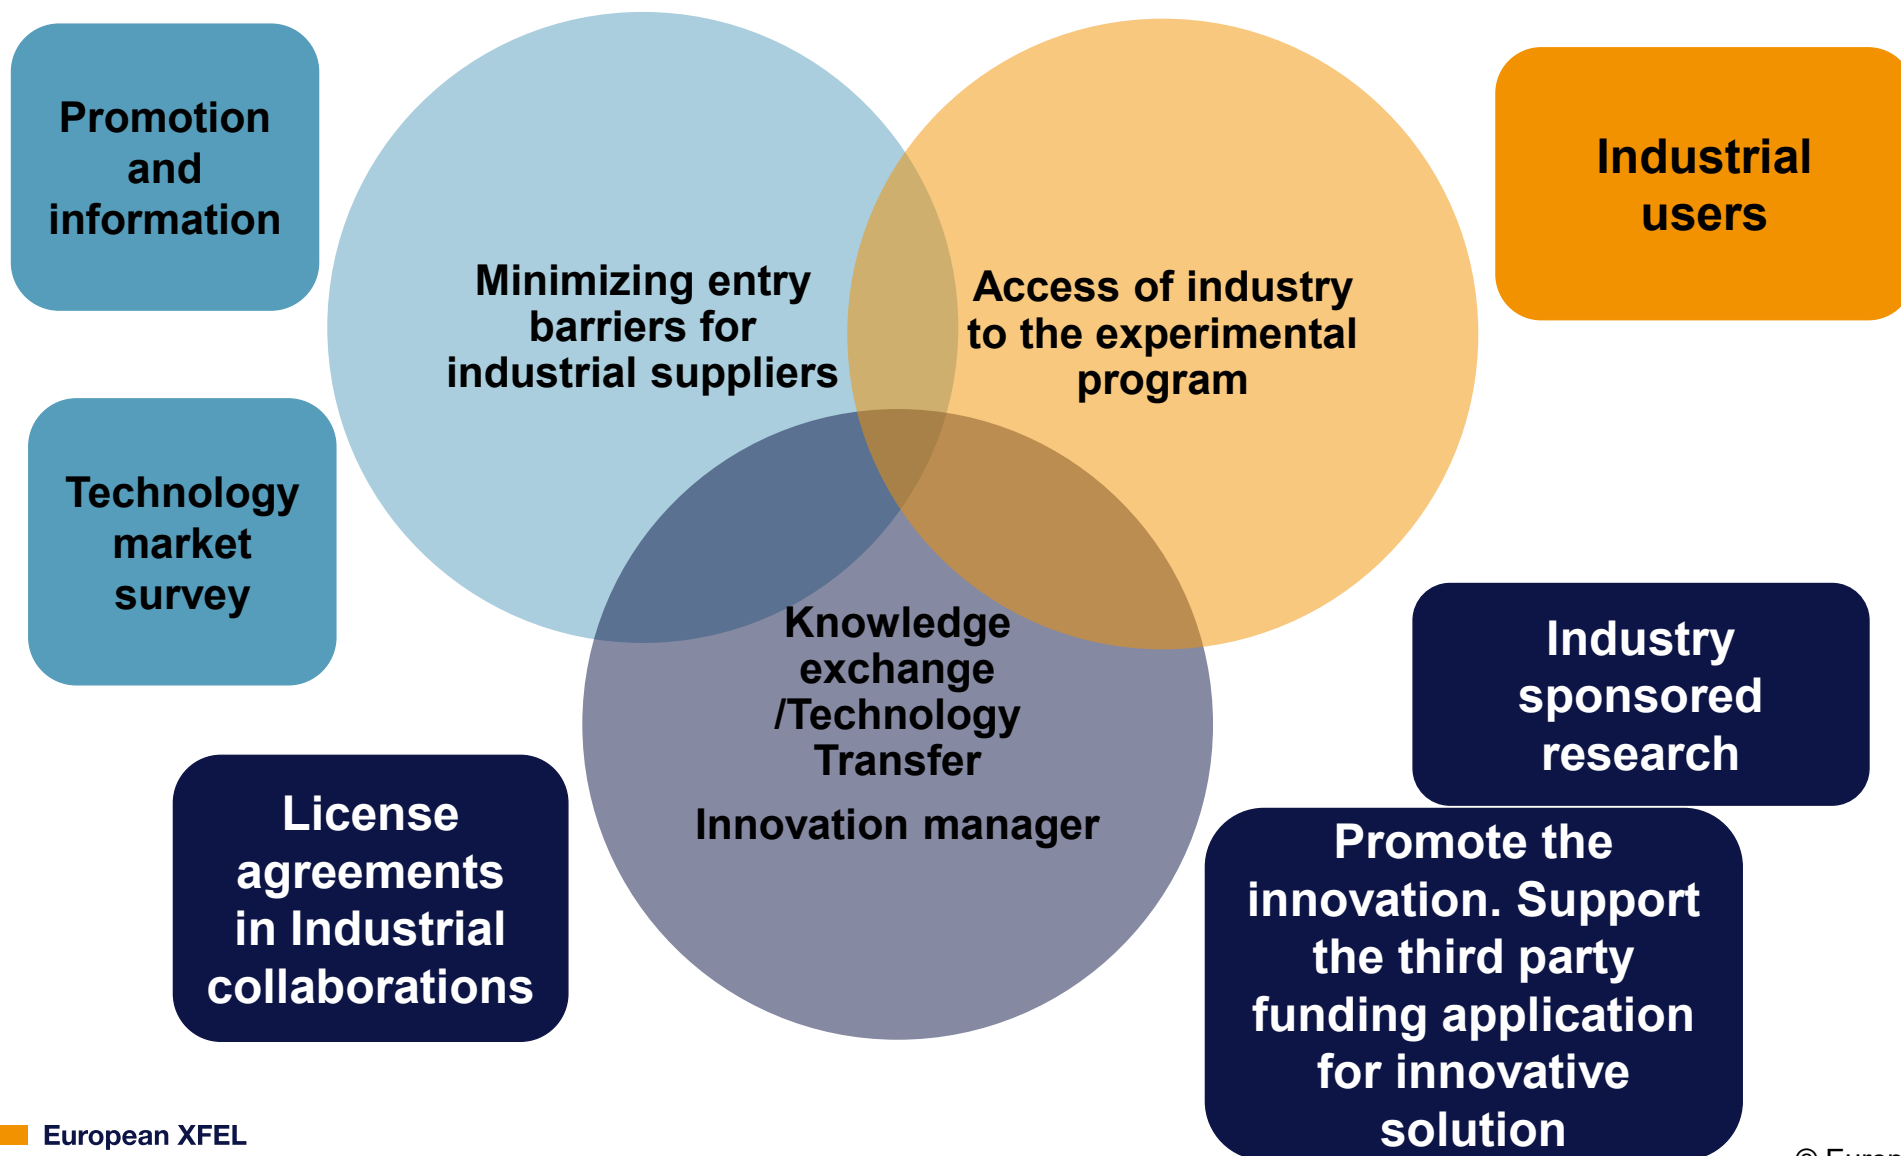 Promotion
and
information
Minimizing entry
barriers for
industrial suppliers
Access of industry
to the experimental
program
Industrial
users
Technology
market
survey
Knowledge
exchange
/Technology
Transfer
Innovation manager
Industry
sponsored
research
License
agreements
in Industrial
collaborations
Promote the
innovation. Support
the third party
funding application
for innovative
solution
European XFEL